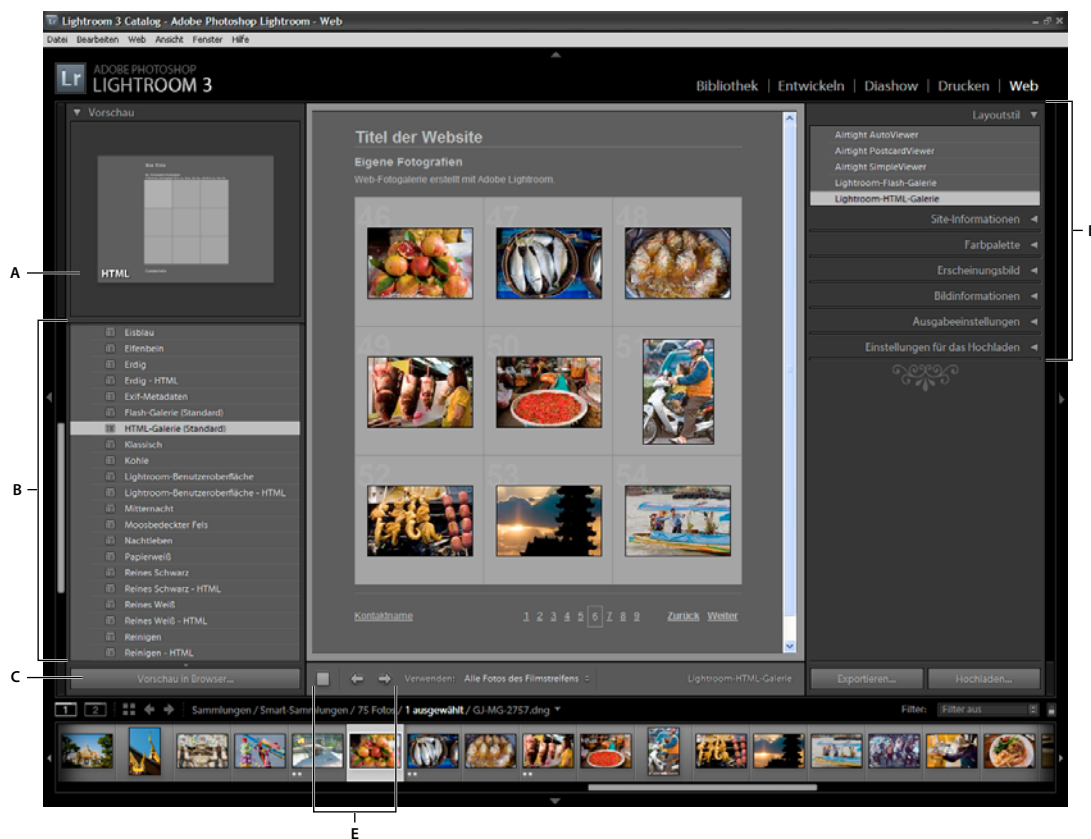 Lightroom 3 Catalog - Adobe Photoshop Lightroom - Web
Datei Bearbeiten Web Ansicht Fenster Hilfe
Lr
ADOBE PHOTOSHOP
LIGHTROOM 3
Bibliothek | Entwickeln | Diashow | Drucken | Web
Vorschau
HTML
A
Eisblau
Elfenbein
Erdig
Erdig - HTML
Exif-Metadaten
Flash-Galerie (Standard)
HTML-Galerie (Standard)
Klassisch
Kohle
Lightroom-Benutzeroberfläche
Lightroom-Benutzeroberfläche - HTML
Mitternacht
Moosbedeckter Fels
Nachtleben
Papierweiß
Reines Schwarz
Reines Schwarz - HTML
Reines Weiß
Reines Weiß - HTML
Reinigen
Reinigen - HTML
B
C
Vorschau in Browser...
Titel der Website
Eigene Fotografien
Web-Fotogalerie erstellt mit Adobe Lightroom.
46 47 48
49 50 51
52 53 54
Kontaktname 1 2 3 4 5 6 7 8 9 Zurück Weiter
Layoutstil
Airtight AutoViewer
Airtight PostcardViewer
Airtight SimpleViewer
Lightroom-Flash-Galerie
Lightroom-HTML-Galerie
Site-Informationen
Farbpalette
Erscheinungsbild
Bildinformationen
Ausgabeeinstellungen
Einstellungen für das Hochladen
Verwenden: Alle Fotos des Filmstreifens
Lightroom-HTML-Galerie
Exportieren... Hochladen...
1 2 Sammlungen / Smart-Sammlungen / 75 Fotos / 1 ausgewählt / GJ-MG-2757.dng
Filter: Filter aus
E